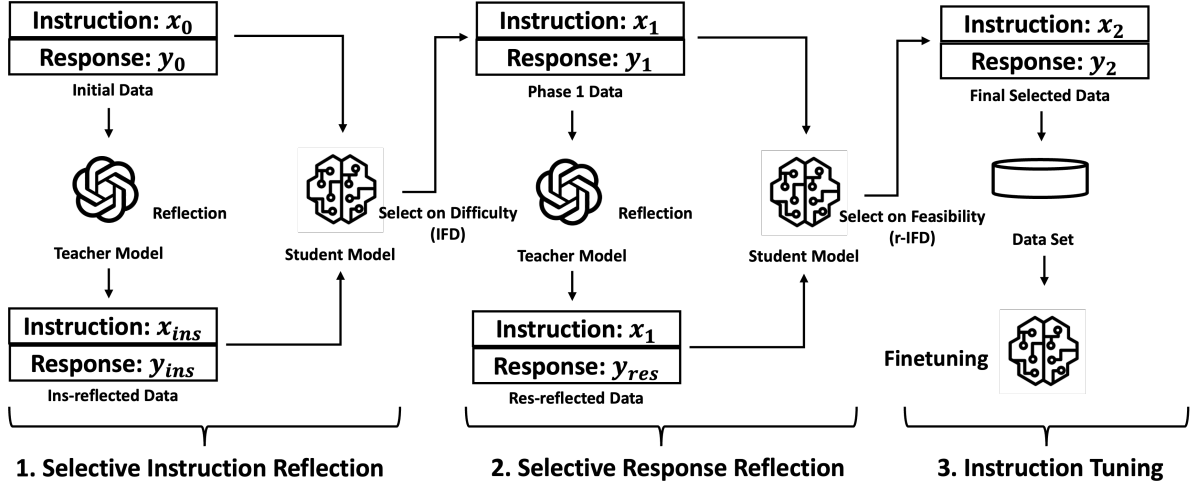 Instruction: x₀
Response: y₀
Initial Data
Reflection
Teacher Model
Instruction: xᵢₙₛ
Response: yᵢₙₛ
Ins-reflected Data
Student Model
Select on Difficulty
(IFD)
1. Selective Instruction Reflection
Instruction: x₁
Response: y₁
Phase 1 Data
Reflection
Teacher Model
Instruction: x₁
Response: yᵣₑₛ
Res-reflected Data
Student Model
Select on Feasibility
(r-IFD)
2. Selective Response Reflection
Instruction: x₂
Response: y₂
Final Selected Data
Data Set
Finetuning
3. Instruction Tuning